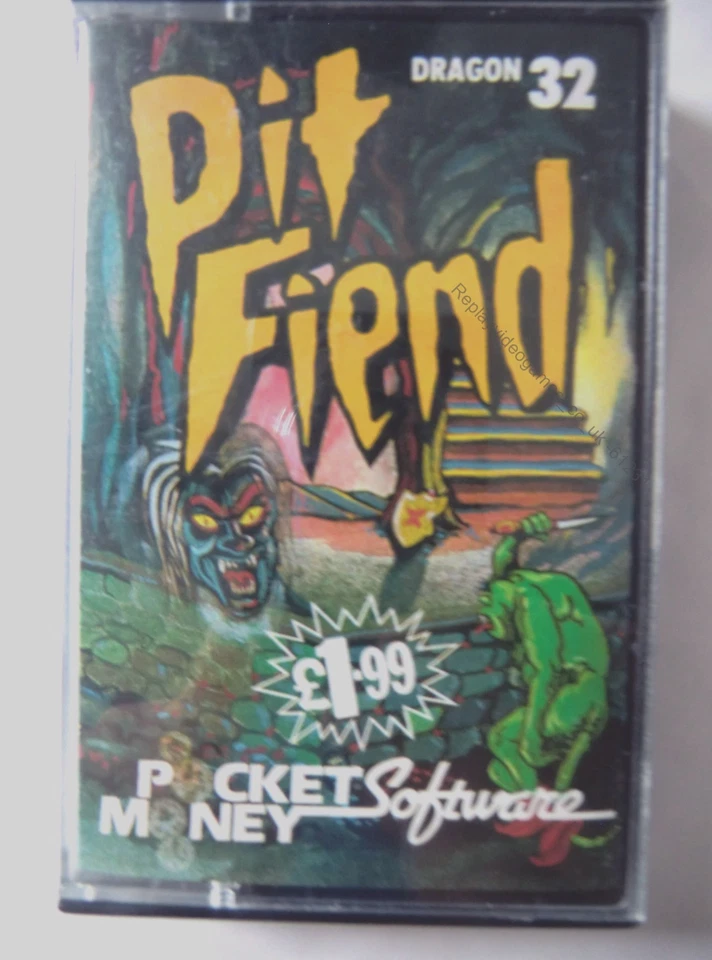 DRAGON 32
Pit
Fiend
£1.99
POCKET
MONEY
Software